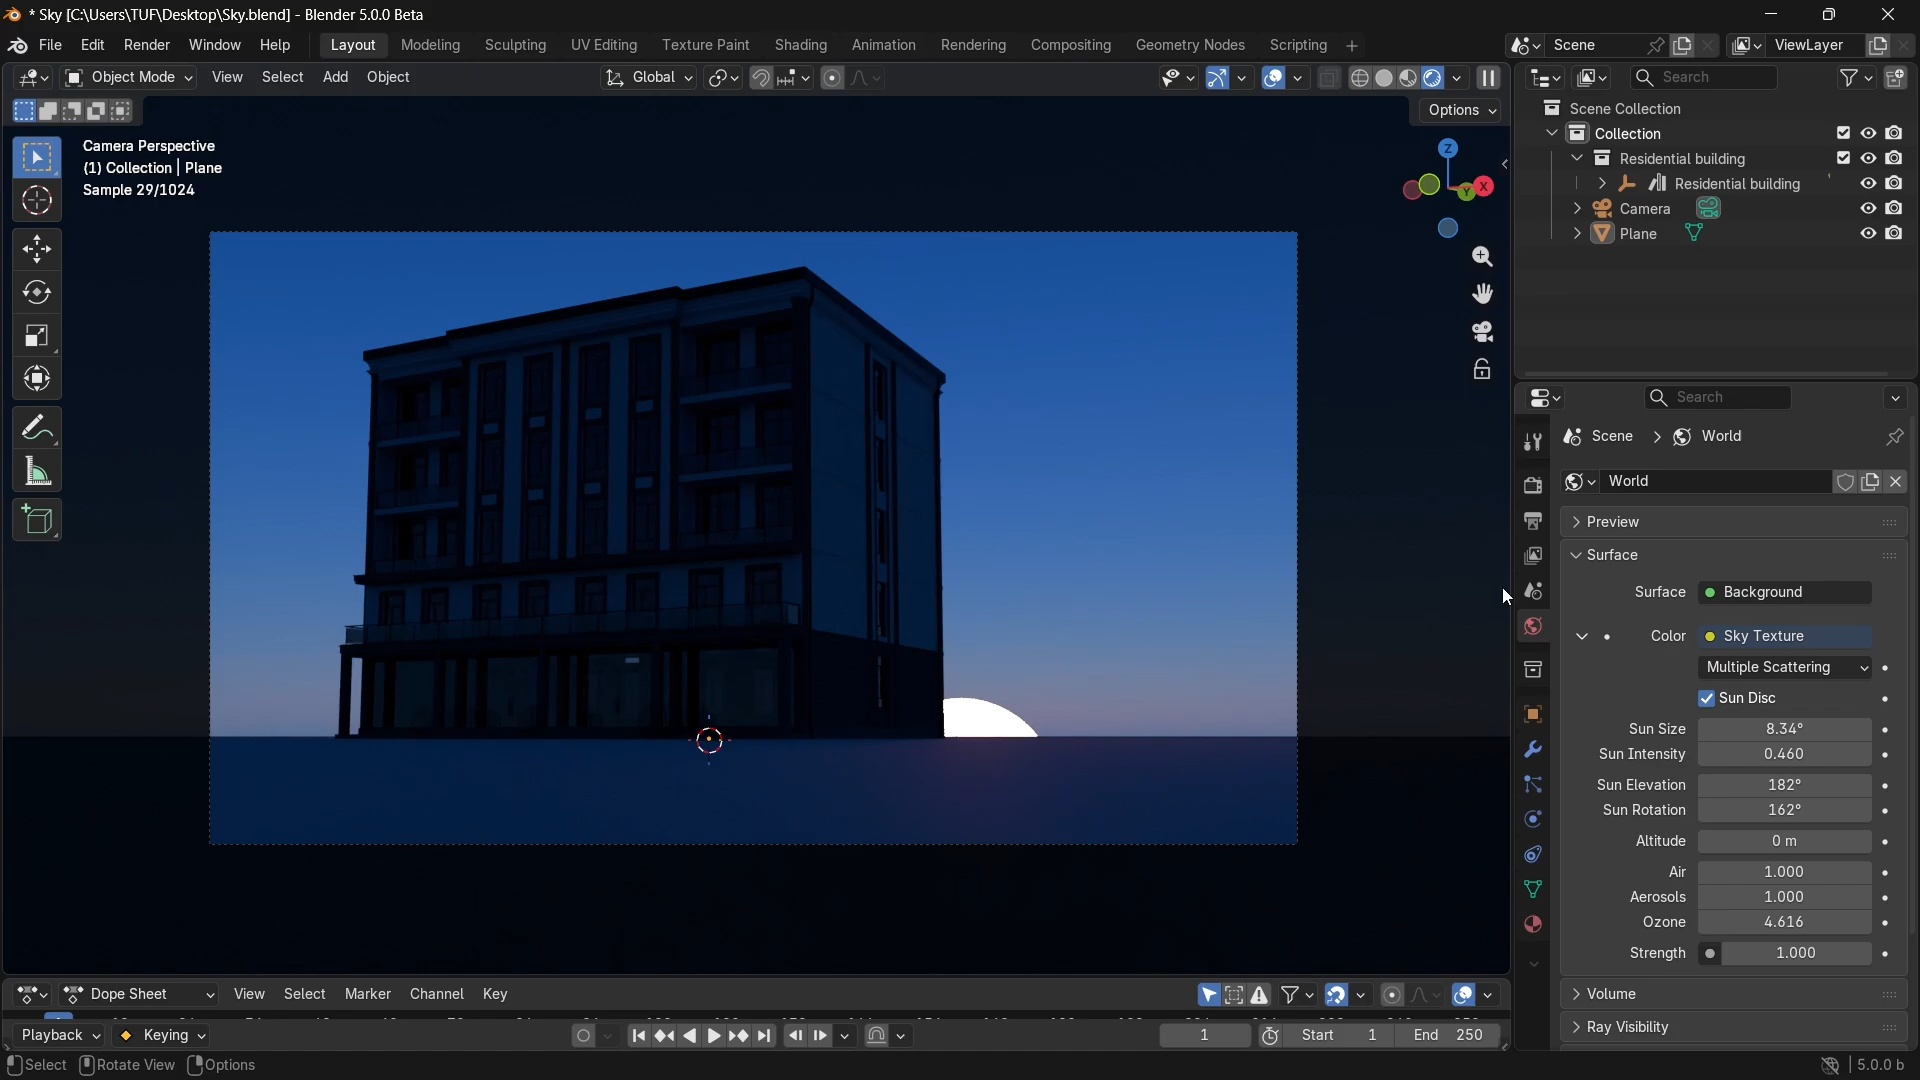 * Sky [C:\Users\TUF\Desktop\Sky.blend] - Blender 5.0.0 Beta
File Edit Render Window Help Layout Modeling Sculpting UV Editing Texture Paint Shading Animation Rendering Compositing Geometry Nodes Scripting + Scene ViewLayer
Object Mode View Select Add Object Global Search
Options
Camera Perspective
(1) Collection | Plane
Sample 29/1024
Z
X
Y
Scene Collection
Collection
Residential building
Residential building
Camera
Plane
Search
Scene > World
World
Preview
Surface
Surface Background
Color Sky Texture
Multiple Scattering
Sun Disc
Sun Size 8.34°
Sun Intensity 0.460
Sun Elevation 182°
Sun Rotation 162°
Altitude 0 m
Air 1.000
Aerosols 1.000
Ozone 4.616
Strength 1.000
Volume
Ray Visibility
Dope Sheet View Select Marker Channel Key
Playback Keying 1 Start 1 End 250
Select Rotate View Options 5.0.0 b